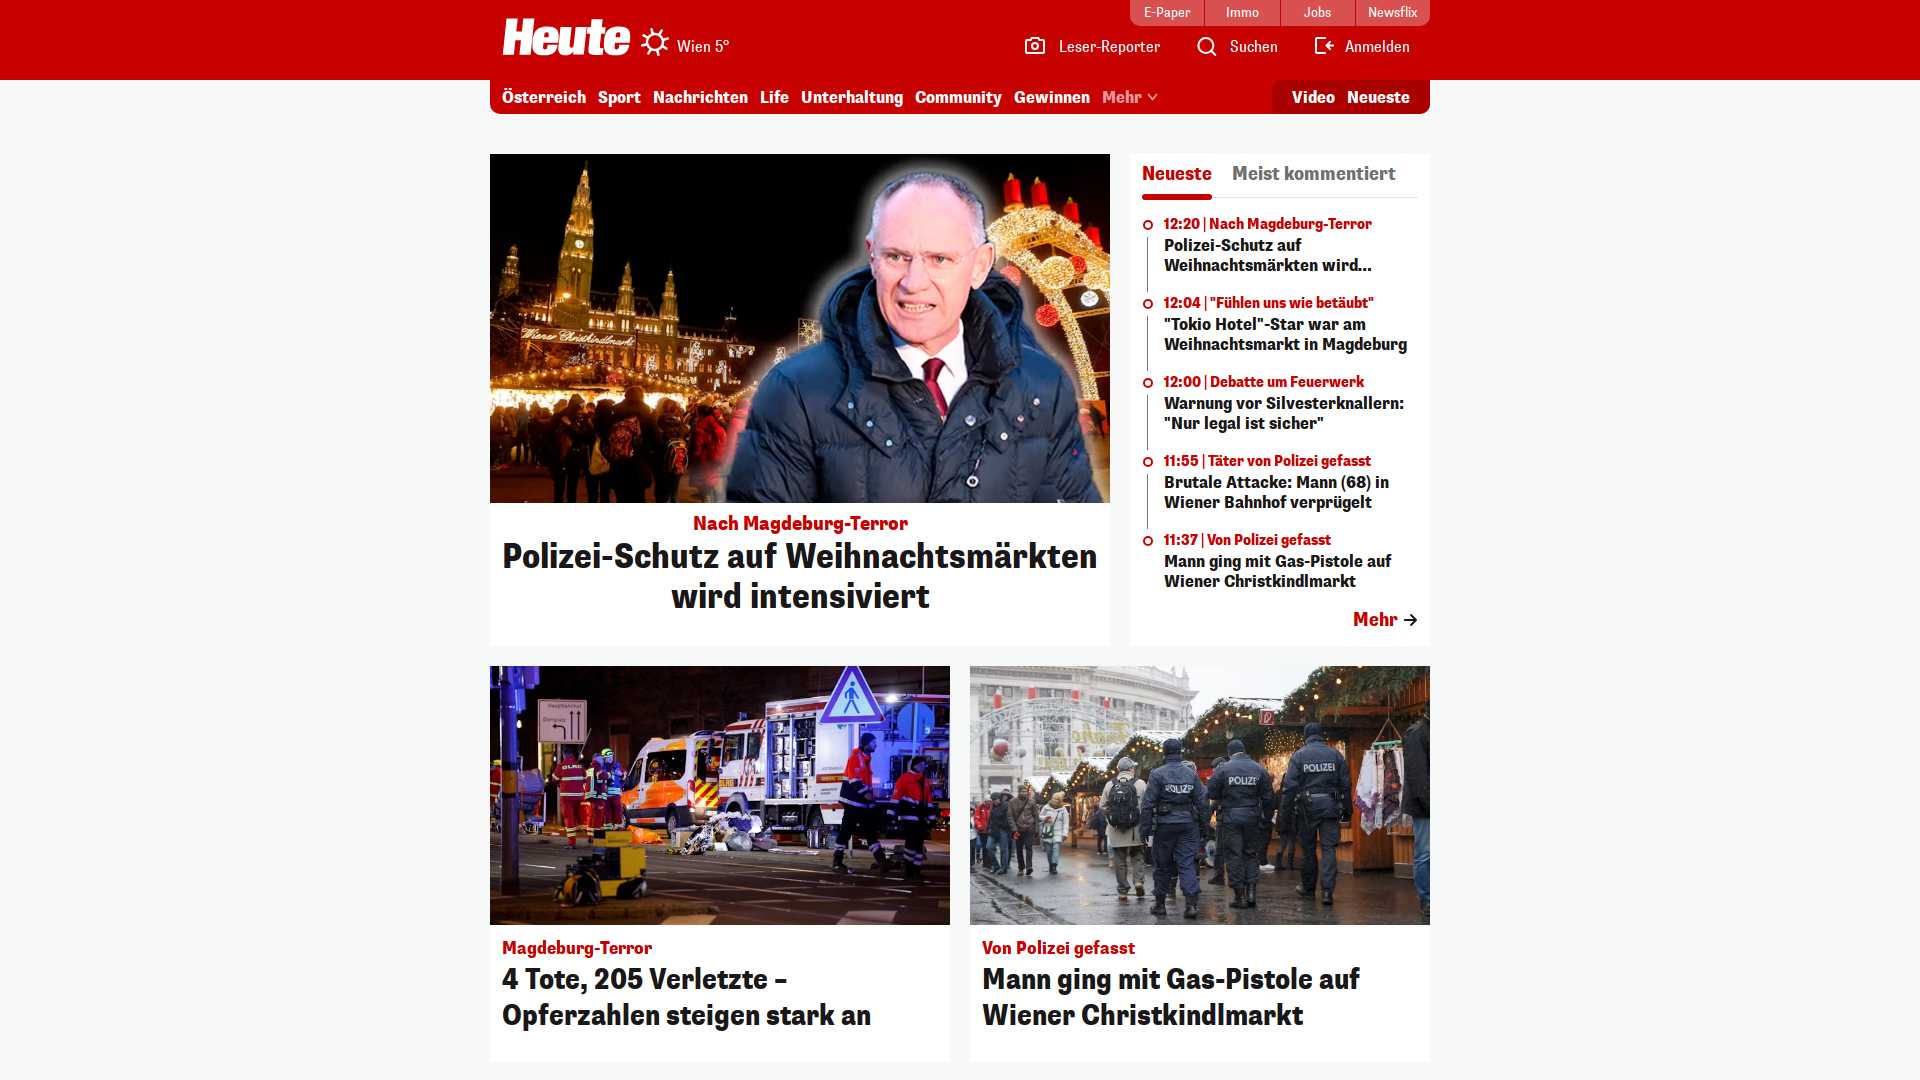 E-Paper
Immo
Jobs
Newsflix
Heute
Wien 5°
Leser-Reporter
Suchen
Anmelden
Österreich
Sport
Nachrichten
Life
Unterhaltung
Community
Gewinnen
Mehr
Video
Neueste
Wiener Christkindlmarkt
Nach Magdeburg-Terror
Polizei-Schutz auf Weihnachtsmärkten
wird intensiviert
Neueste
Meist kommentiert
12:20 | Nach Magdeburg-Terror
Polizei-Schutz auf
Weihnachtsmärkten wird...
12:04 | "Fühlen uns wie betäubt"
"Tokio Hotel"-Star war am
Weihnachtsmarkt in Magdeburg
12:00 | Debatte um Feuerwerk
Warnung vor Silvesterknallern:
"Nur legal ist sicher"
11:55 | Täter von Polizei gefasst
Brutale Attacke: Mann (68) in
Wiener Bahnhof verprügelt
11:37 | Von Polizei gefasst
Mann ging mit Gas-Pistole auf
Wiener Christkindlmarkt
Mehr
Hauptbahnhof
Domplatz
DLRG
Magdeburg-Terror
4 Tote, 205 Verletzte –
Opferzahlen steigen stark an
POLIZEI
POLIZEI
POLIZEI
Von Polizei gefasst
Mann ging mit Gas-Pistole auf
Wiener Christkindlmarkt